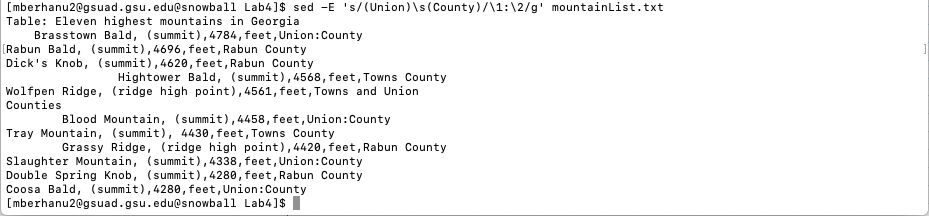 [mberhanu2@gsuad.gsu.edu@snowball Lab4]$ sed -E 's/(Union)\s(County)/\1:\2/g' mountainList.txt
Table: Eleven highest mountains in Georgia
    Brasstown Bald, (summit),4784,feet,Union:County
Rabun Bald, (summit),4696,feet,Rabun County
Dick's Knob, (summit),4620,feet,Rabun County
                Hightower Bald, (summit),4568,feet,Towns County
Wolfpen Ridge, (ridge high point),4561,feet,Towns and Union
Counties
        Blood Mountain, (summit),4458,feet,Union:County
Tray Mountain, (summit), 4430,feet,Towns County
        Grassy Ridge, (ridge high point),4420,feet,Rabun County
Slaughter Mountain, (summit),4338,feet,Union:County
Double Spring Knob, (summit),4280,feet,Rabun County
Coosa Bald, (summit),4280,feet,Union:County
[mberhanu2@gsuad.gsu.edu@snowball Lab4]$